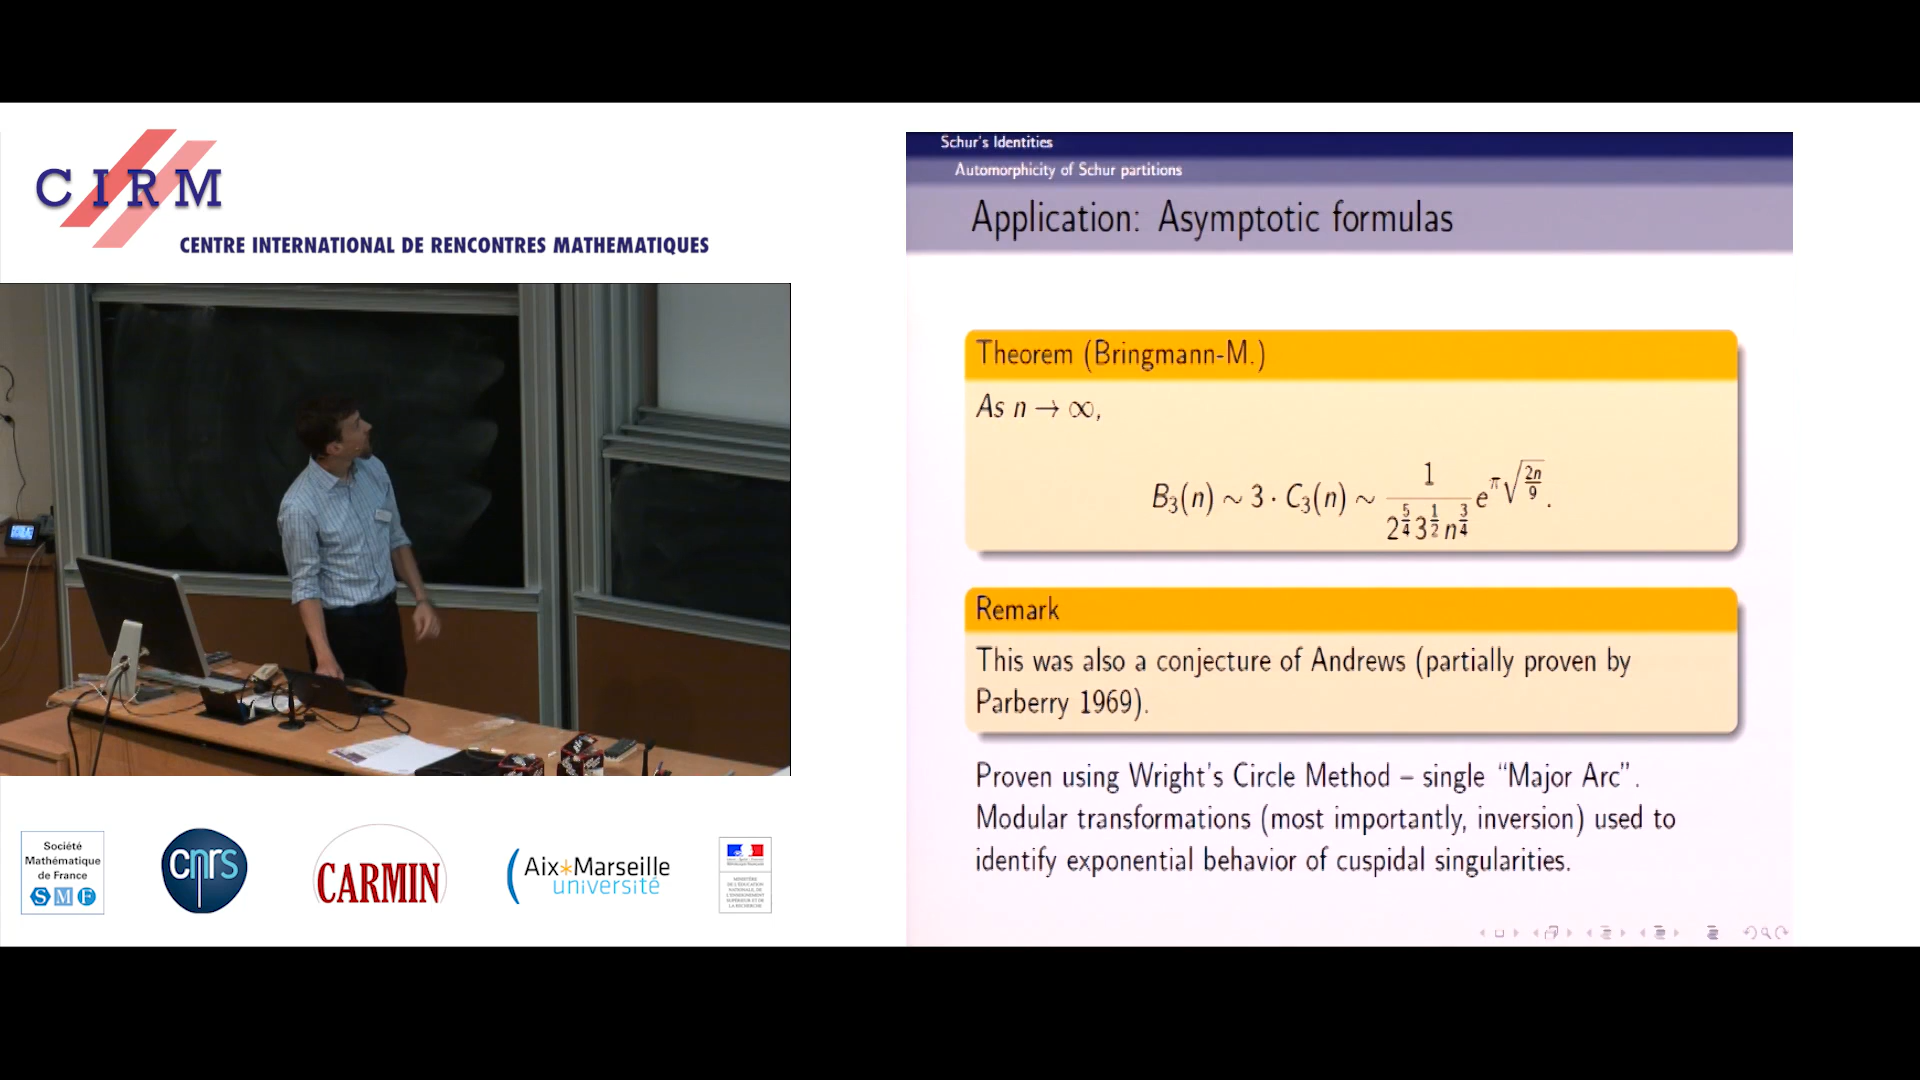 CIRM
CENTRE INTERNATIONAL DE RENCONTRES MATHEMATIQUES
Schur's Identities
Automorphicity of Schur partitions
Application: Asymptotic formulas
Theorem (Bringmann-M.)
As n → ∞,
B₃(n) ∼ 3 · C₃(n) ∼ 1 / (2^{5/4} 3^{1/2} n^{3/4}) e^{π√(2n/9)}.
Remark
This was also a conjecture of Andrews (partially proven by
Parberry 1969).
Proven using Wright's Circle Method – single “Major Arc”.
Modular transformations (most importantly, inversion) used to
identify exponential behavior of cuspidal singularities.
Société
Mathématique
de France
SMF
cnrs
CARMIN
Aix*Marseille
université